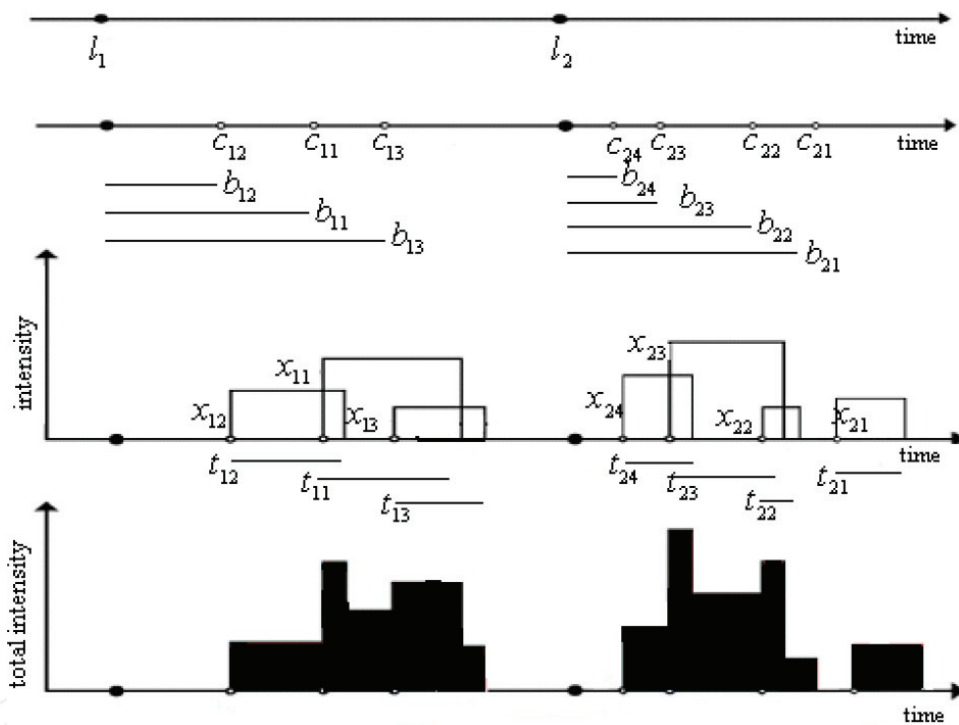 time
l₁ l₂
c₁₂ c₁₁ c₁₃ c₂₄ c₂₃ c₂₂ c₂₁ time
b₁₂ b₂₄
b₁₁ b₂₃
b₁₃ b₂₂
b₂₁
intensity
x₁₂ x₁₁ x₁₃ x₂₄ x₂₃ x₂₂ x₂₁
time
t₁₂ t₂₄ t₂₁
t₁₁ t₂₃
t₁₃ t₂₂
total intensity
time